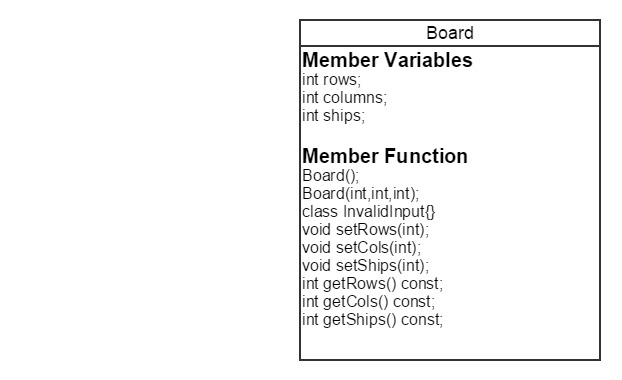 Board
Member Variables
int rows;
int columns;
int ships;
Member Function
Board();
Board(int,int,int);
class InvalidInput{}
void setRows(int);
void setCols(int);
void setShips(int);
int getRows() const;
int getCols() const;
int getShips() const;